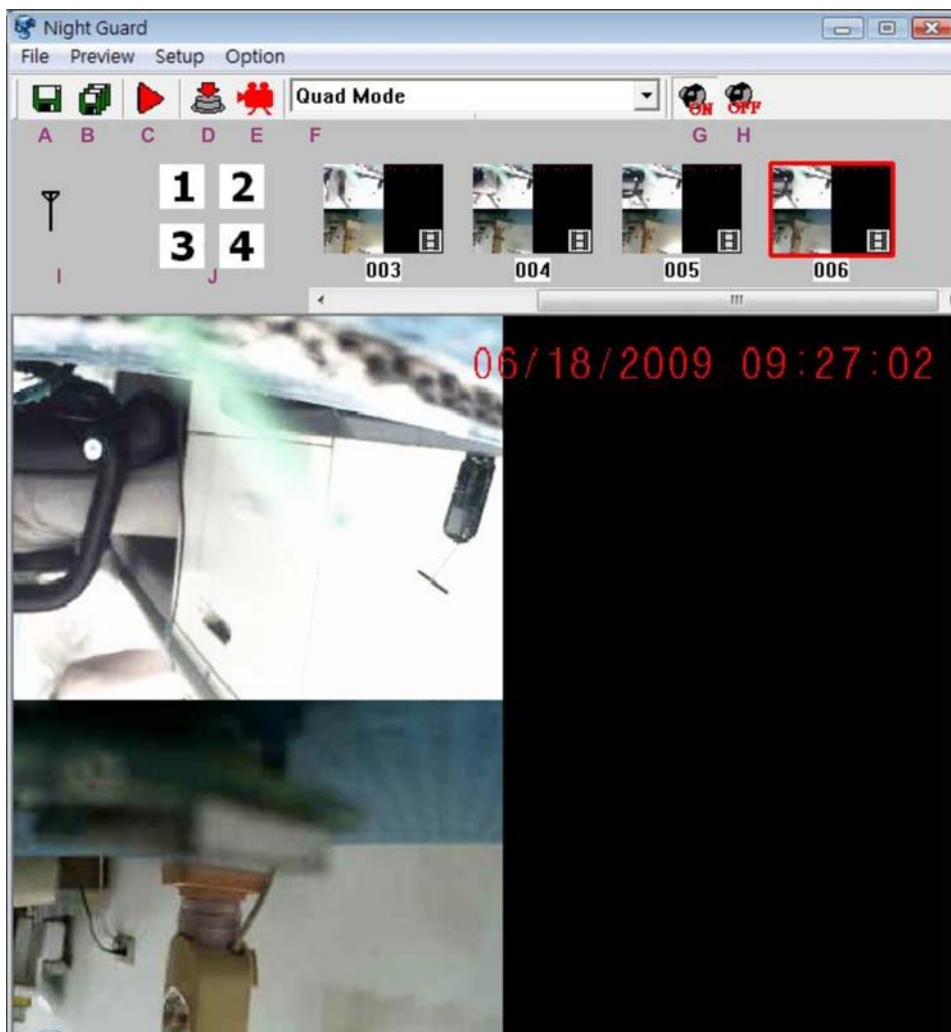 Night Guard
File Preview Setup Option
Quad Mode
ON OFF
A B C D E F G H
1 2
3 4
003 004 005 006
I J
06/18/2009 09:27:02